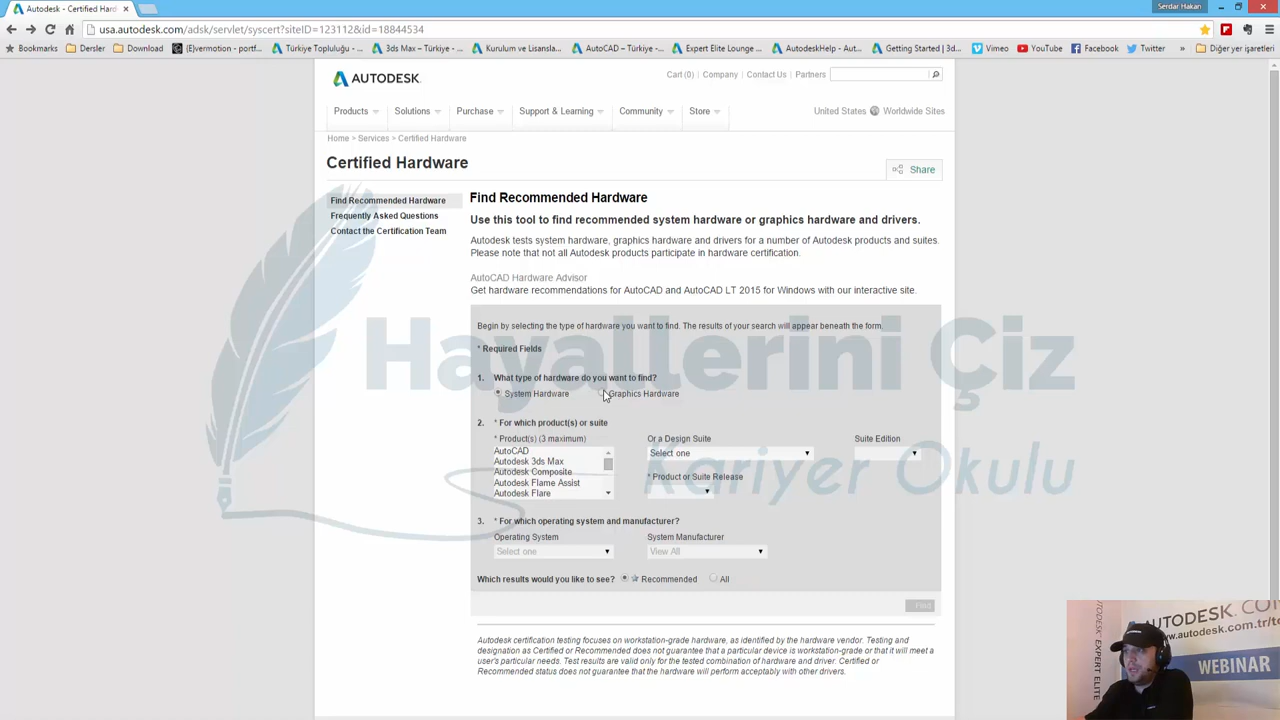 Autodesk - Certified Hard
Serdar Hakan
usa.autodesk.com/adsk/servlet/syscert?siteID=123112&id=18844534
Bookmarks
Dersler
Download
(E)vermotion - portf...
Türkiye Topluluğu - ...
3ds Max – Türkiye - ...
Kurulum ve Lisansla...
AutoCAD – Türkiye - ...
Expert Elite Lounge ...
AutodeskHelp - Aut...
Getting Started | 3d...
Vimeo
YouTube
Facebook
Twitter
»
Diğer yer işaretleri
AUTODESK.
Cart (0) | Company | Contact Us | Partners
Products
Solutions
Purchase
Support & Learning
Community
Store
United States
Worldwide Sites
Home > Services > Certified Hardware
Certified Hardware
Share
Find Recommended Hardware
Frequently Asked Questions
Contact the Certification Team
Find Recommended Hardware
Use this tool to find recommended system hardware or graphics hardware and drivers.
Autodesk tests system hardware, graphics hardware and drivers for a number of Autodesk products and suites.
Please note that not all Autodesk products participate in hardware certification.
AutoCAD Hardware Advisor
Get hardware recommendations for AutoCAD and AutoCAD LT 2015 for Windows with our interactive site.
Begin by selecting the type of hardware you want to find. The results of your search will appear beneath the form.
* Required Fields
1. What type of hardware do you want to find?
System Hardware
Graphics Hardware
2. * For which product(s) or suite
* Product(s) (3 maximum)
Or a Design Suite
Suite Edition
AutoCAD
Autodesk 3ds Max
Autodesk Composite
Autodesk Flame Assist
Autodesk Flare
Select one
* Product or Suite Release
3. * For which operating system and manufacturer?
Operating System
System Manufacturer
Select one
View All
Which results would you like to see?
Recommended
All
Find
Autodesk certification testing focuses on workstation-grade hardware, as identified by the hardware vendor. Testing and
designation as Certified or Recommended does not guarantee that a particular device is workstation-grade or that it will meet a
user's particular needs. Test results are valid only for the tested combination of hardware and driver. Certified or
Recommended status does not guarantee that the hardware will perform acceptably with other drivers.
Hayallerini Çiz
Kariyer Okulu
AUTODESK.
www.autodesk.com.tr/
WEBINAR
EXPERT ELITE